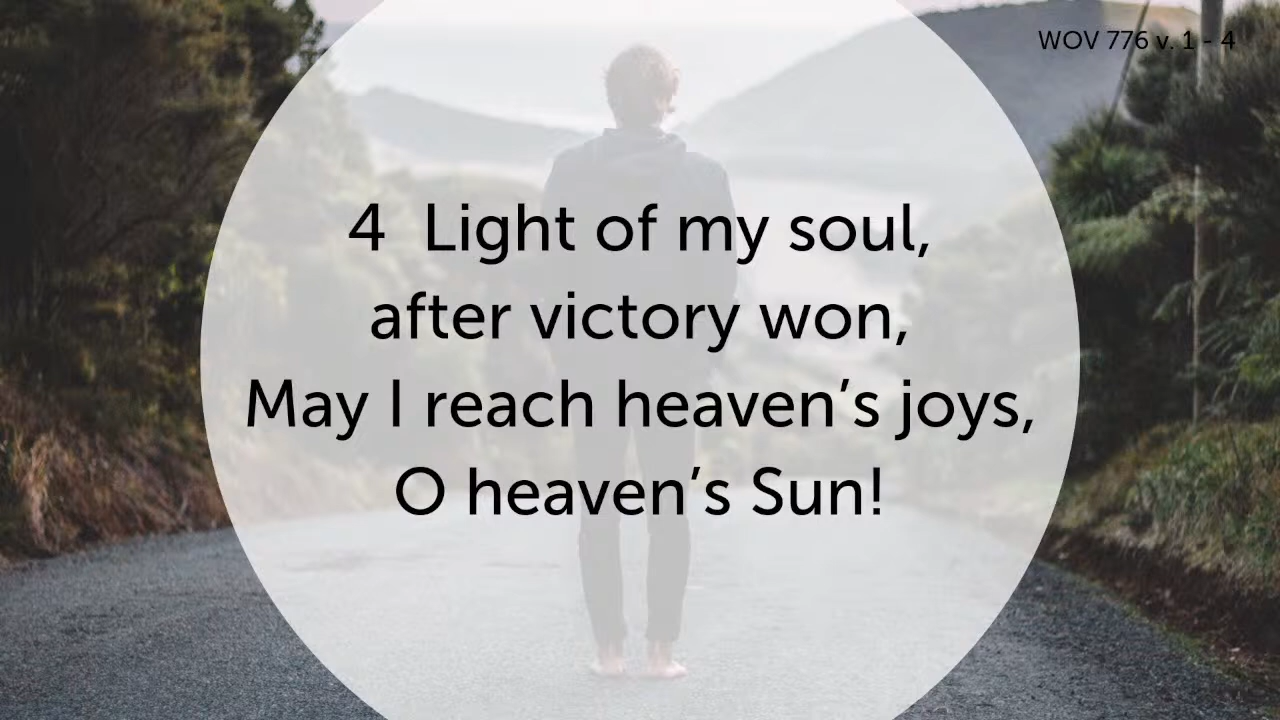 WOV 776 v. 1 - 4
4 Light of my soul,
after victory won,
May I reach heaven’s joys,
O heaven’s Sun!